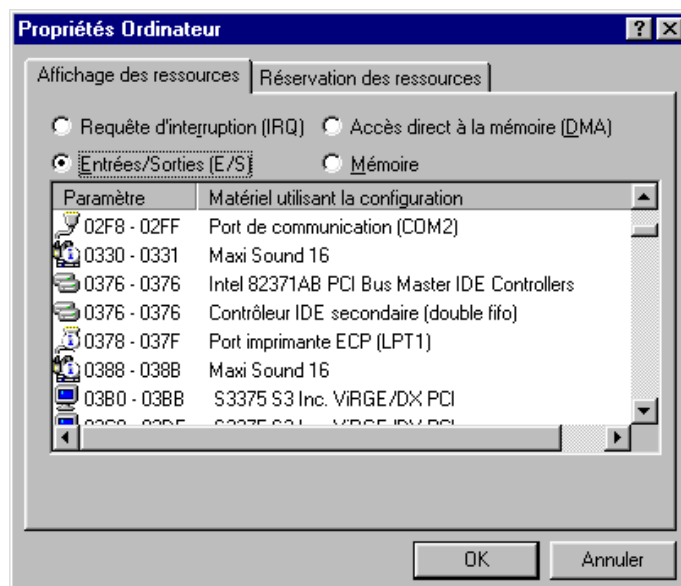 Propriétés Ordinateur
Affichage des ressources Réservation des ressources
Requête d'interruption (IRQ) Accès direct à la mémoire (DMA)
Entrées/Sorties (E/S) Mémoire
Paramètre Matériel utilisant la configuration
02F8 - 02FF Port de communication (COM2)
0330 - 0331 Maxi Sound 16
0376 - 0376 Intel 82371AB PCI Bus Master IDE Controllers
0376 - 0376 Contrôleur IDE secondaire (double fifo)
0378 - 037F Port imprimante ECP (LPT1)
0388 - 038B Maxi Sound 16
03B0 - 03BB S3375 S3 Inc. ViRGE/DX PCI
OK Annuler